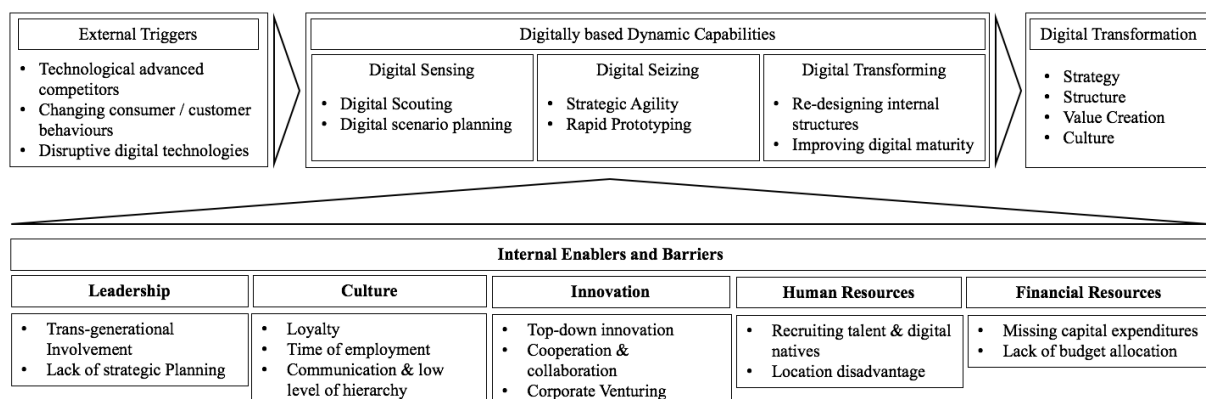 External Triggers
• Technological advanced
competitors
• Changing consumer / customer
behaviours
• Disruptive digital technologies
Digitally based Dynamic Capabilities
Digital Sensing
• Digital Scouting
• Digital scenario planning
Digital Seizing
• Strategic Agility
• Rapid Prototyping
Digital Transforming
• Re-designing internal
structures
• Improving digital maturity
Digital Transformation
• Strategy
• Structure
• Value Creation
• Culture
Internal Enablers and Barriers
Leadership
• Trans-generational
Involvement
• Lack of strategic Planning
Culture
• Loyalty
• Time of employment
• Communication & low
level of hierarchy
Innovation
• Top-down innovation
• Cooperation &
collaboration
• Corporate Venturing
Human Resources
• Recruiting talent & digital
natives
• Location disadvantage
Financial Resources
• Missing capital expenditures
• Lack of budget allocation